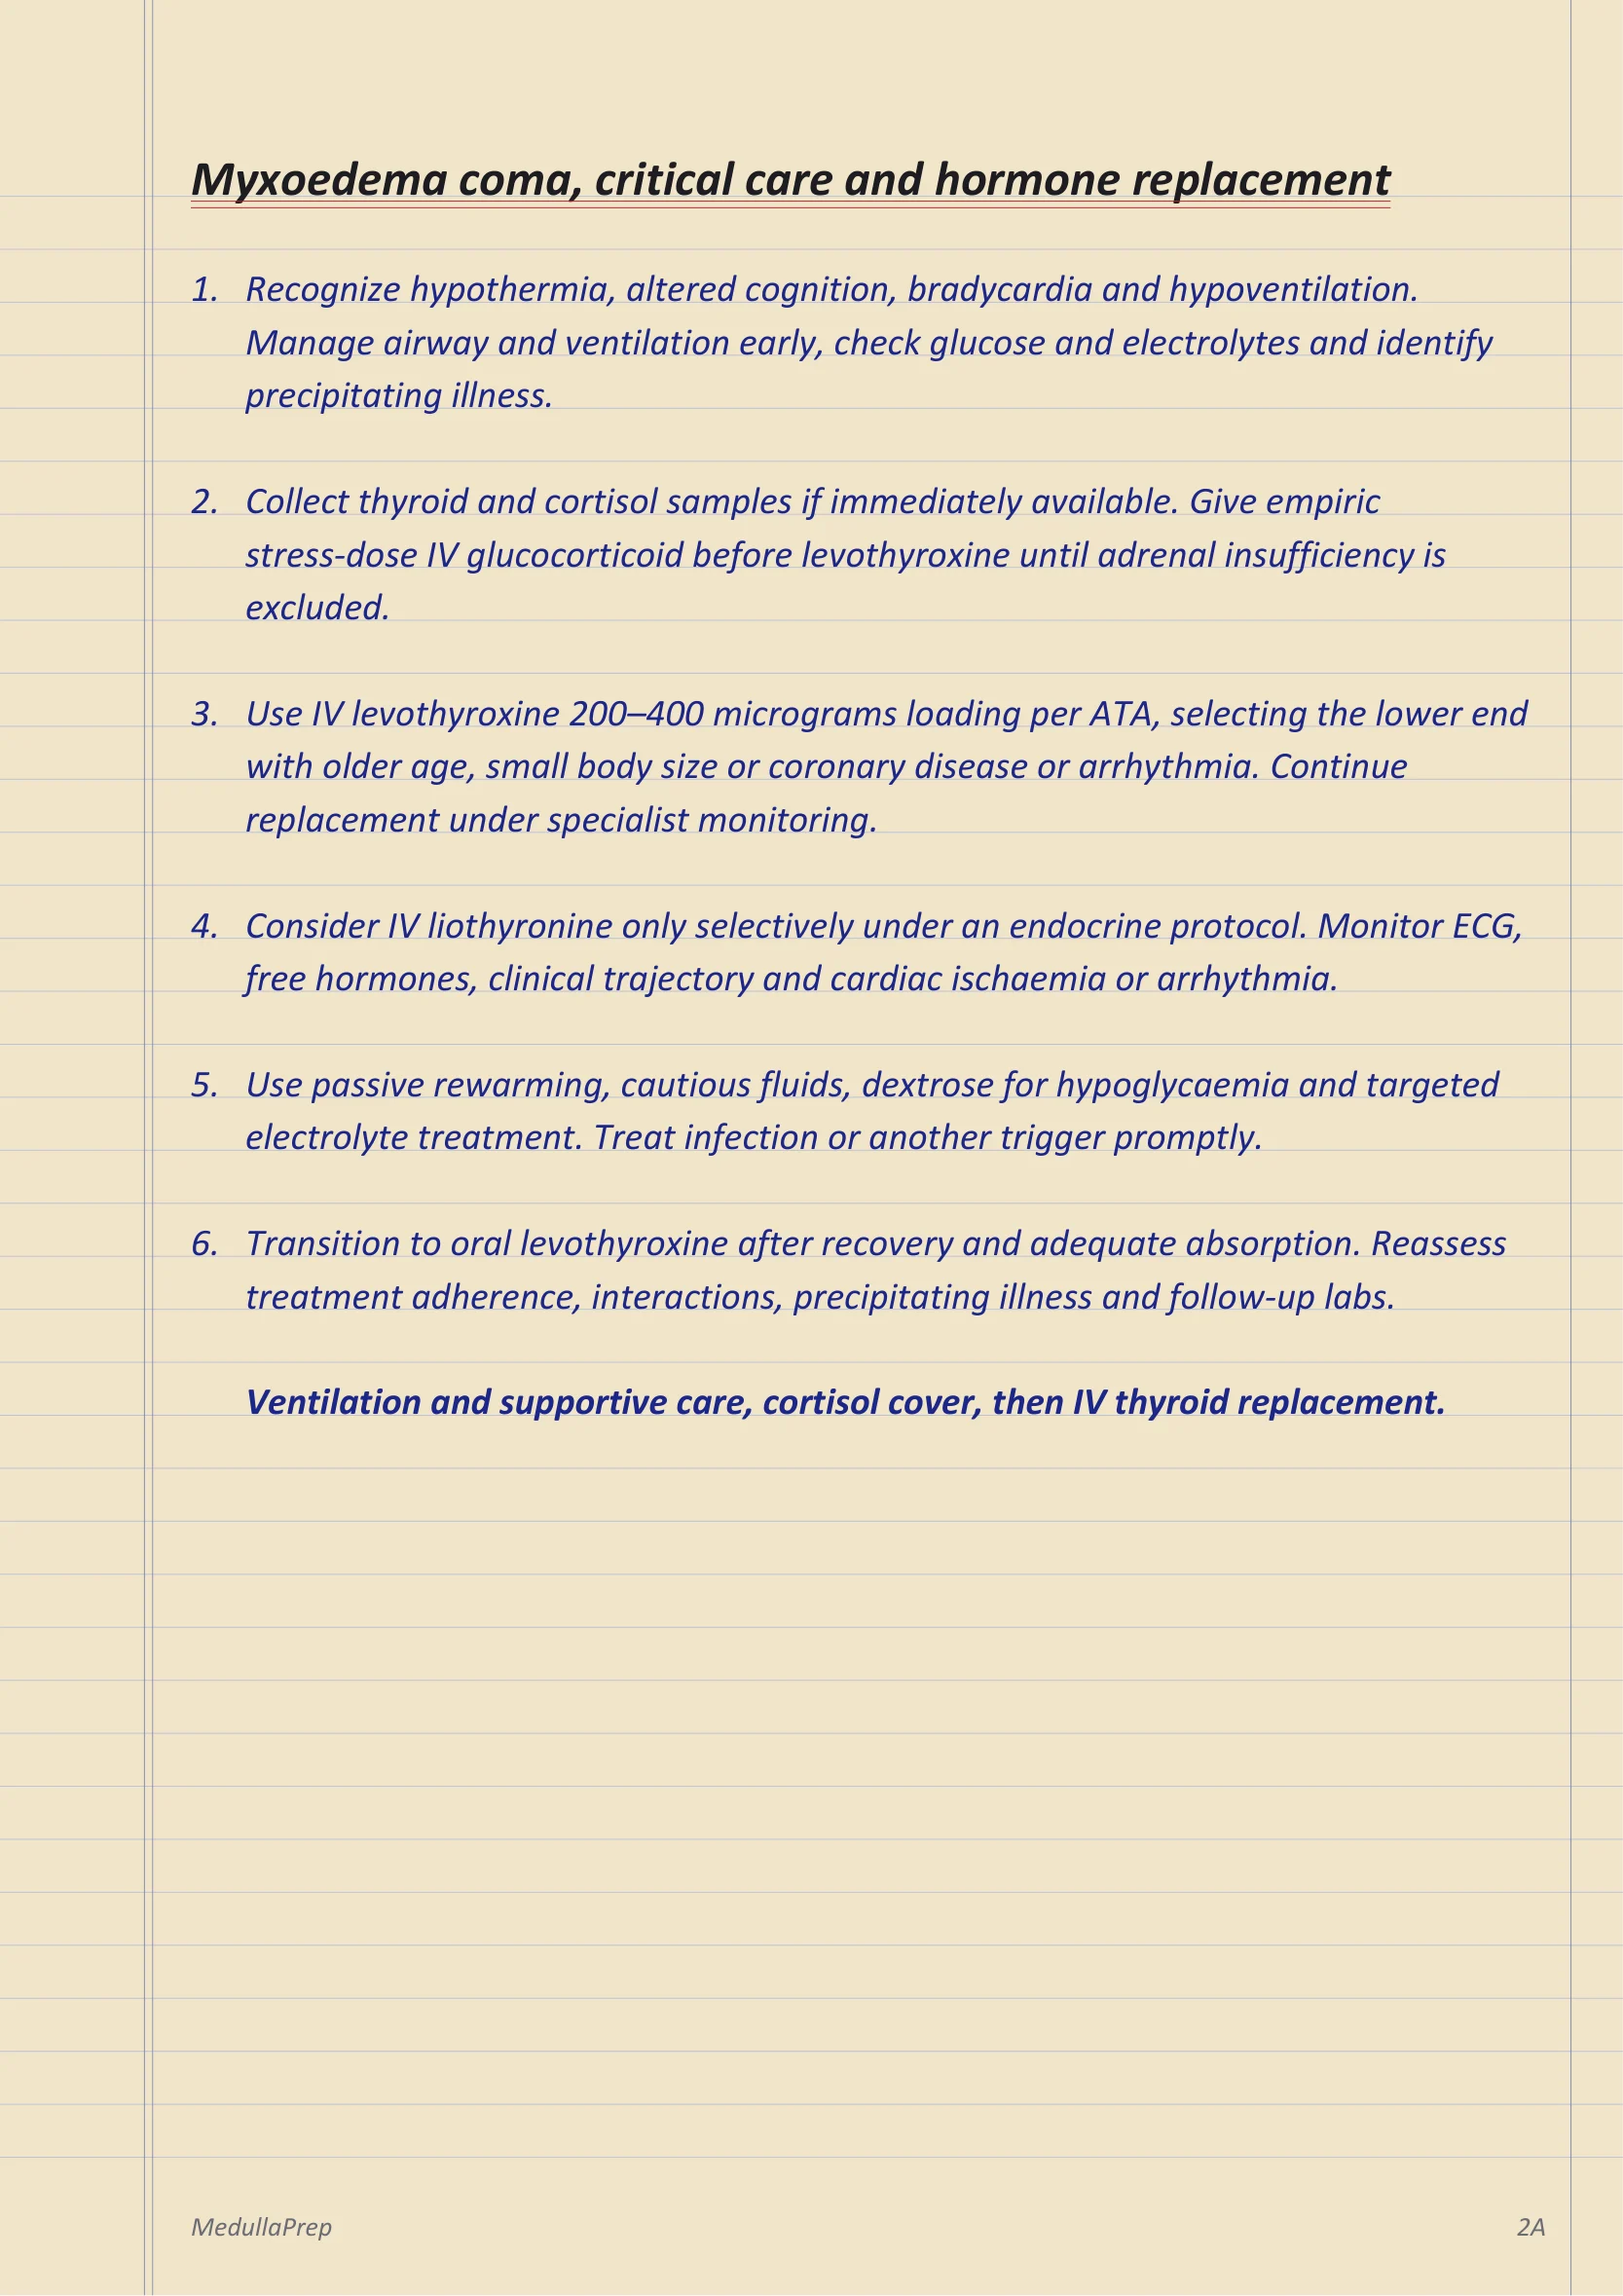 Myxoedema coma, critical care and hormone replacement
1. Recognize hypothermia, altered cognition, bradycardia and hypoventilation.
Manage airway and ventilation early, check glucose and electrolytes and identify
precipitating illness.
2. Collect thyroid and cortisol samples if immediately available. Give empiric
stress-dose IV glucocorticoid before levothyroxine until adrenal insufficiency is
excluded.
3. Use IV levothyroxine 200–400 micrograms loading per ATA, selecting the lower end
with older age, small body size or coronary disease or arrhythmia. Continue
replacement under specialist monitoring.
4. Consider IV liothyronine only selectively under an endocrine protocol. Monitor ECG,
free hormones, clinical trajectory and cardiac ischaemia or arrhythmia.
5. Use passive rewarming, cautious fluids, dextrose for hypoglycaemia and targeted
electrolyte treatment. Treat infection or another trigger promptly.
6. Transition to oral levothyroxine after recovery and adequate absorption. Reassess
treatment adherence, interactions, precipitating illness and follow-up labs.
Ventilation and supportive care, cortisol cover, then IV thyroid replacement.
MedullaPrep
2A